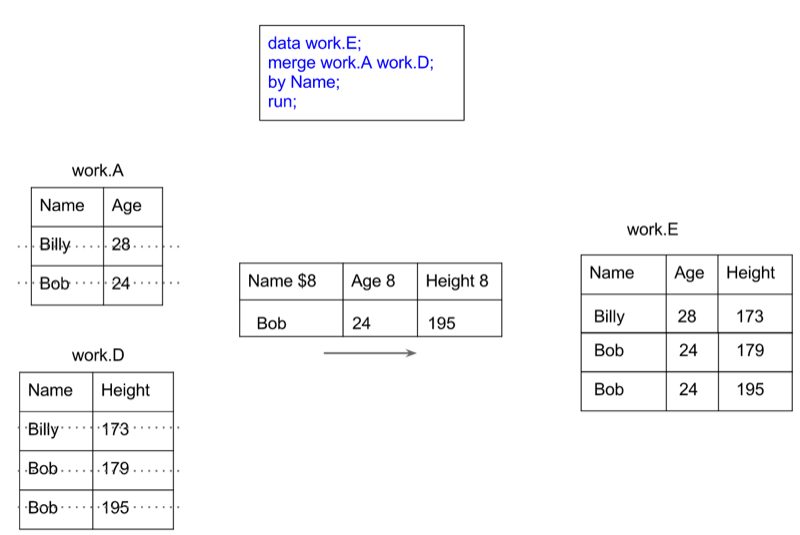 data work.E;
merge work.A work.D;
by Name;
run;
work.A
Name Age
Billy 28
Bob 24
work.D
Name Height
Billy 173
Bob 179
Bob 195
Name $8 Age 8 Height 8
Bob 24 195
work.E
Name Age Height
Billy 28 173
Bob 24 179
Bob 24 195